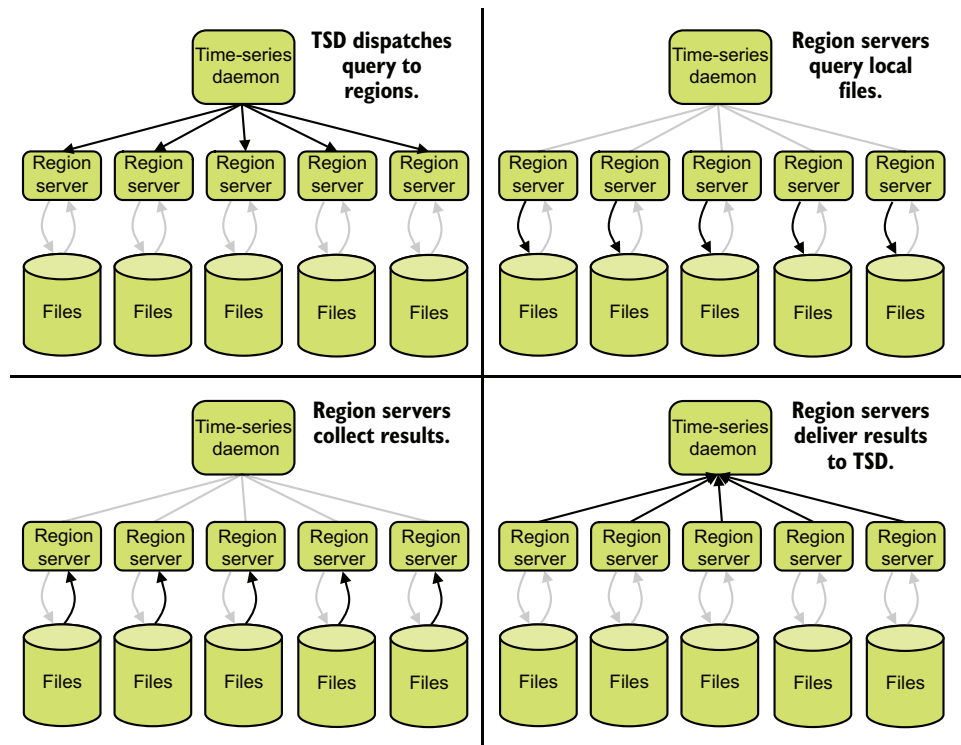 Time-series
daemon
TSD dispatches
query to
regions.
Region
server
Region
server
Region
server
Region
server
Region
server
Files
Files
Files
Files
Files
Time-series
daemon
Region servers
query local
files.
Region
server
Region
server
Region
server
Region
server
Region
server
Files
Files
Files
Files
Files
Time-series
daemon
Region servers
collect results.
Region
server
Region
server
Region
server
Region
server
Region
server
Files
Files
Files
Files
Files
Time-series
daemon
Region servers
deliver results
to TSD.
Region
server
Region
server
Region
server
Region
server
Region
server
Files
Files
Files
Files
Files